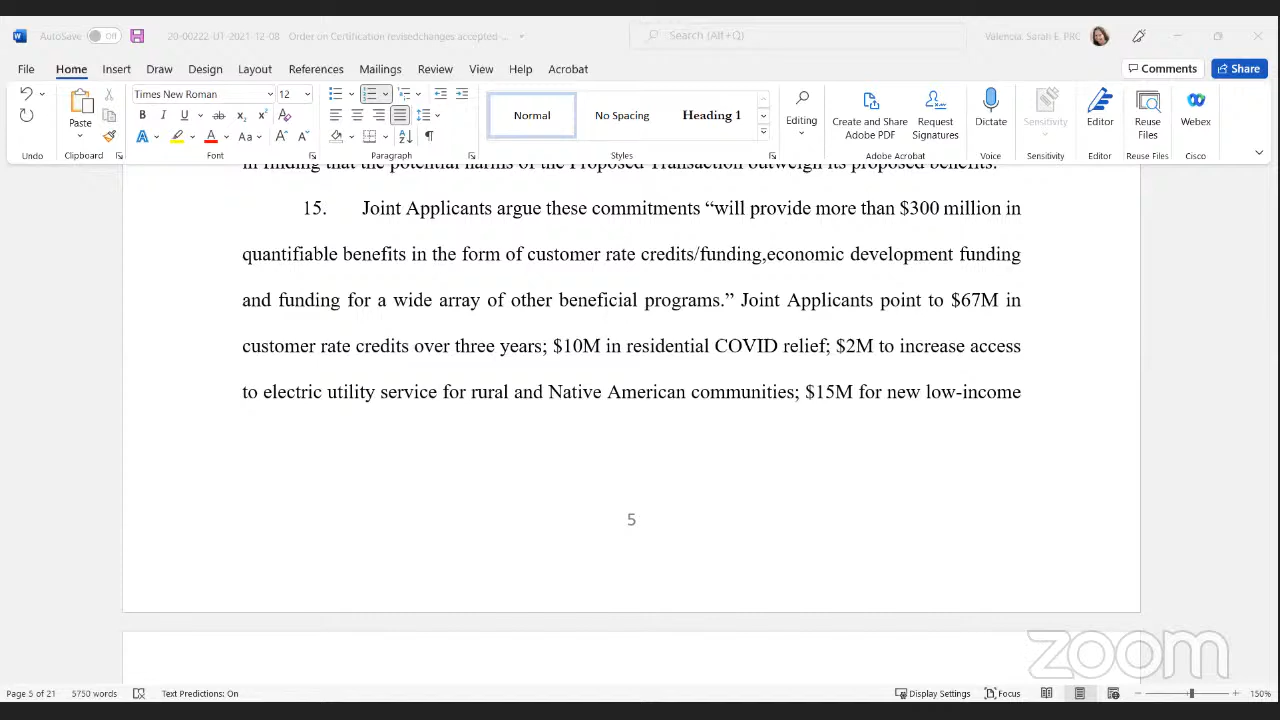 AutoSave Off 20-00222-UT-2021-12-08 Order on Certification revisedchanges accepted-... Search (Alt+Q) Valencia, Sarah E, PRC
File Home Insert Draw Design Layout References Mailings Review View Help Acrobat Comments Share
Times New Roman 12
Paste
Normal No Spacing Heading 1
Editing
Create and Share Adobe PDF
Request Signatures
Dictate
Sensitivity
Editor
Reuse Files
Webex
Undo Clipboard Font Paragraph Styles Adobe Acrobat Voice Sensitivity Editor Reuse Files Cisco
in finding that the potential harms of the Proposed Transaction outweigh its proposed benefits.
15. Joint Applicants argue these commitments “will provide more than $300 million in
quantifiable benefits in the form of customer rate credits/funding,economic development funding
and funding for a wide array of other beneficial programs.” Joint Applicants point to $67M in
customer rate credits over three years; $10M in residential COVID relief; $2M to increase access
to electric utility service for rural and Native American communities; $15M for new low-income
5
zoom
Page 5 of 21 5750 words Text Predictions: On Display Settings Focus 150%